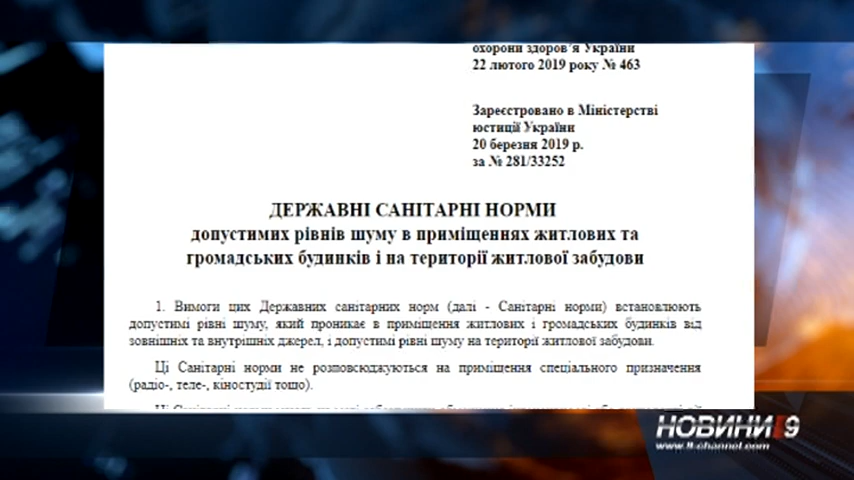 охорони здоров'я України
22 лютого 2019 року № 463
Зареєстровано в Міністерстві
юстиції України
20 березня 2019 р.
за № 281/33252
ДЕРЖАВНІ САНІТАРНІ НОРМИ
допустимих рівнів шуму в приміщеннях житлових та
громадських будинків і на території житлової забудови
1. Вимоги цих Державних санітарних норм (далі - Санітарні норми) встановлюють
допустимі рівні шуму, який проникає в приміщення житлових і громадських будинків від
зовнішніх та внутрішніх джерел, і допустимі рівні шуму на території житлової забудови.
Ці Санітарні норми не розповсюджуються на приміщення спеціального призначення
(радіо-, теле-, кіностудії тощо).
НОВИНИ 9